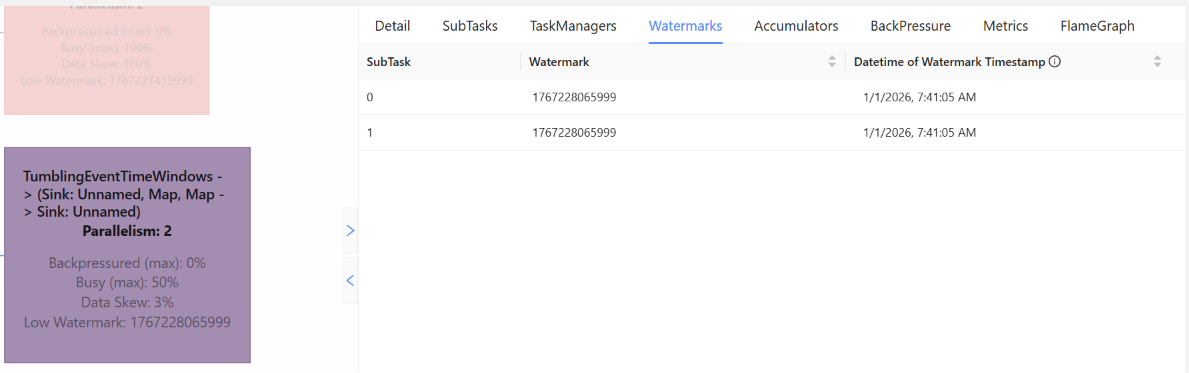 Parallelism: 2
Backpressured (max): 0%
Busy (max): 100%
Data Skew: 100%
Low Watermark: 1767227419999
TumblingEventTimeWindows -
> (Sink: Unnamed, Map, Map -
> Sink: Unnamed)
Parallelism: 2
Backpressured (max): 0%
Busy (max): 50%
Data Skew: 3%
Low Watermark: 1767228065999
Detail SubTasks TaskManagers Watermarks Accumulators BackPressure Metrics FlameGraph
SubTask Watermark Datetime of Watermark Timestamp
0 1767228065999 1/1/2026, 7:41:05 AM
1 1767228065999 1/1/2026, 7:41:05 AM